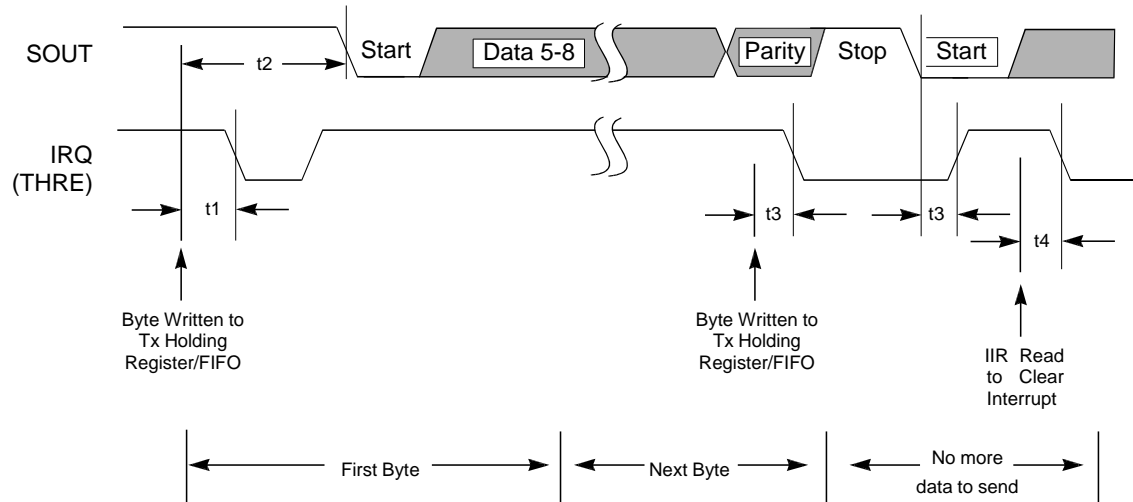 SOUT
Start
Data 5-8
Parity
Stop
Start
t2
IRQ
(THRE)
t1
t3
t3
t4
Byte Written to
Tx Holding
Register/FIFO
Byte Written to
Tx Holding
Register/FIFO
IIR Read
to Clear
Interrupt
First Byte
Next Byte
No more
data to send